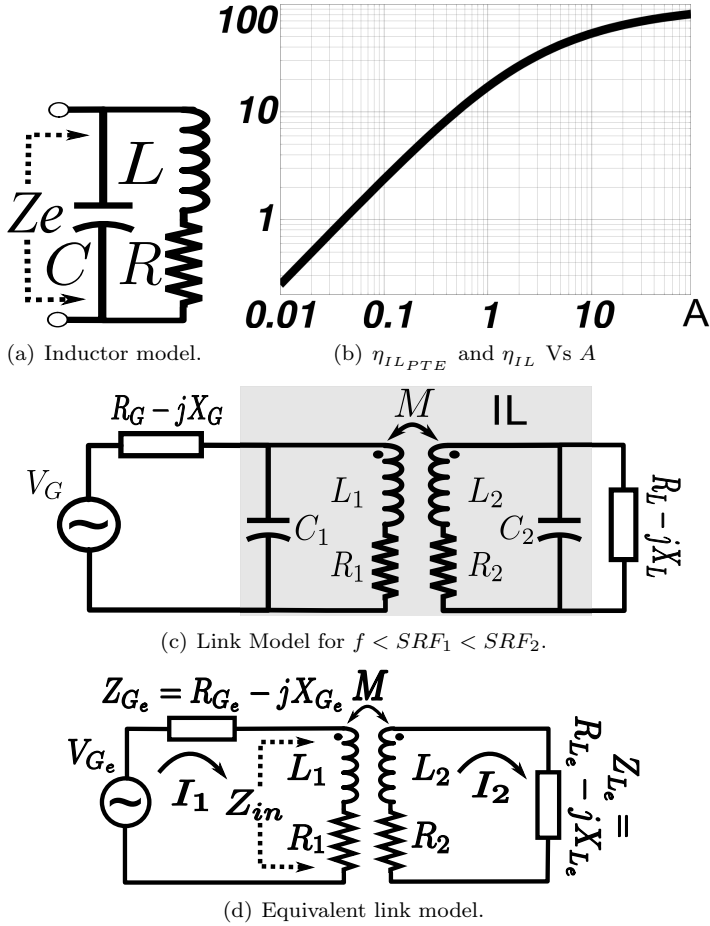 100
10
1
0.01 0.1 1 10 A
L
Ze
C R
(a) Inductor model.
(b) η_{IL_{PTE}} and η_{IL} Vs A
R_G − jX_G
M
IL
V_G
L_1
L_2
C_1
C_2
R_1
R_2
R_L − jX_L
(c) Link Model for f < SRF_1 < SRF_2.
Z_{G_e} = R_{G_e} − jX_{G_e}
M
V_{G_e}
I_1
Z_{in}
L_1
L_2
I_2
R_1
R_2
Z_{L_e} =
R_{L_e} − jX_{L_e}
(d) Equivalent link model.